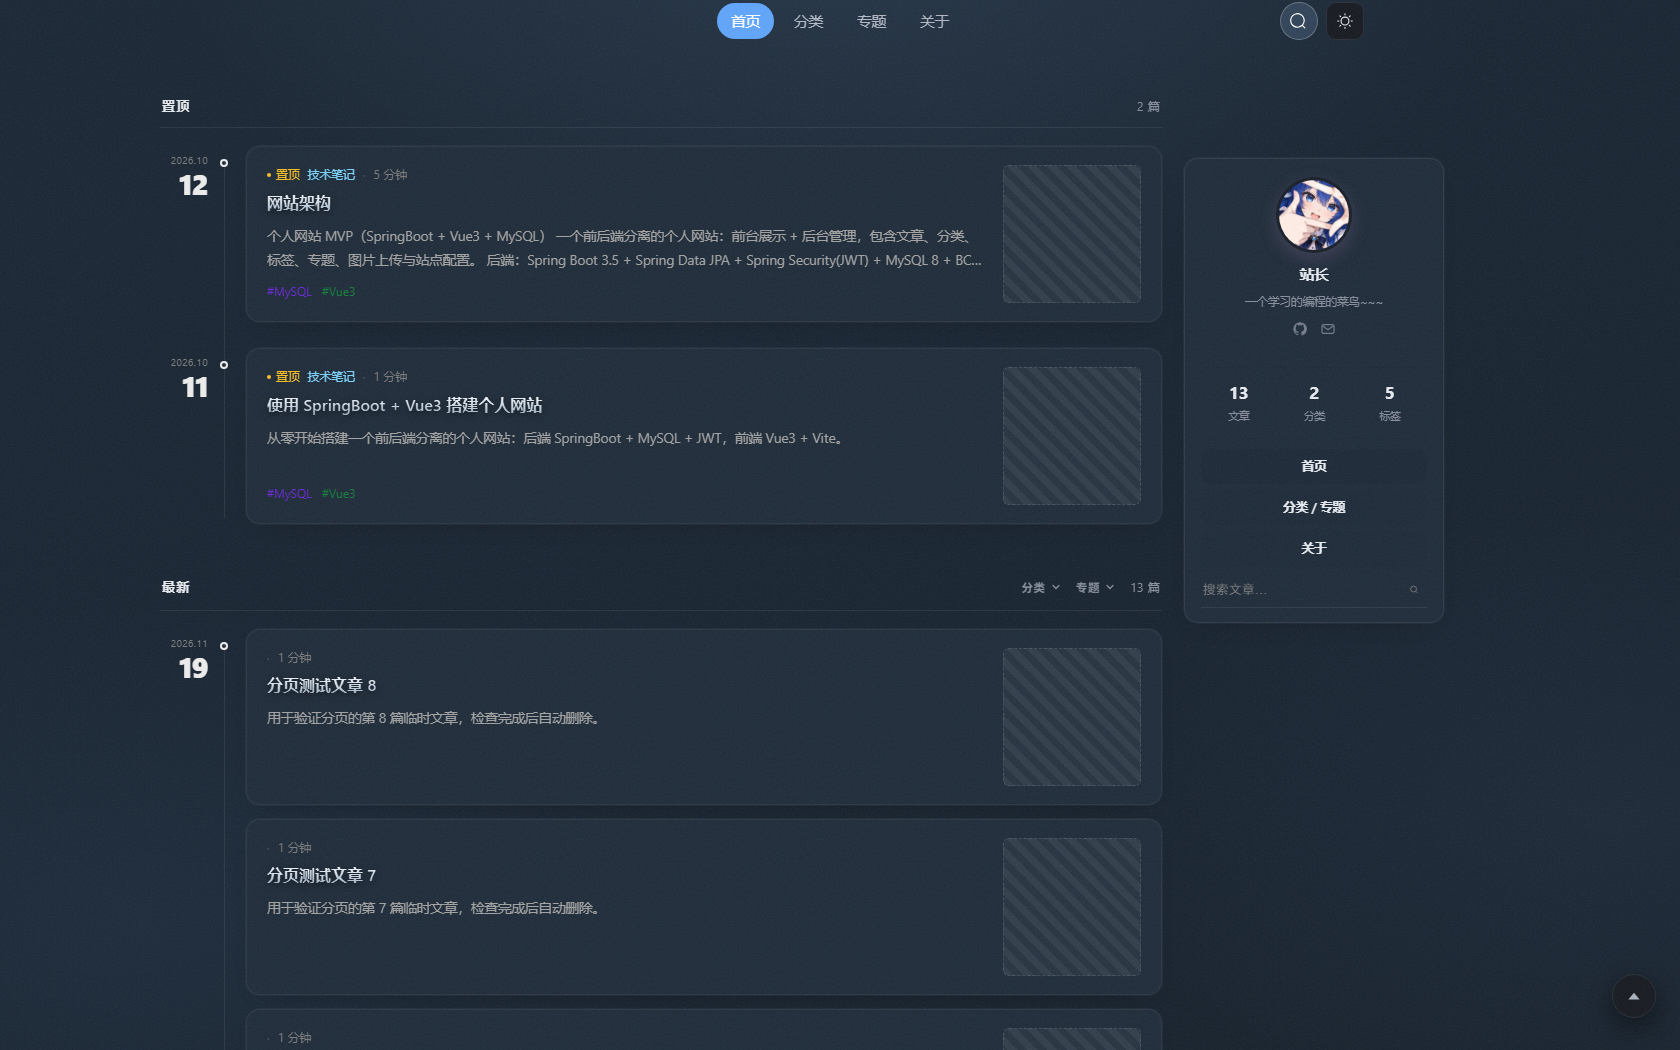 首页 分类 专题 关于
置顶 2 篇
2026.10
12
置顶 技术笔记 · 5 分钟
网站架构
个人网站 MVP（SpringBoot + Vue3 + MySQL） 一个前后端分离的个人网站：前台展示 + 后台管理，包含文章、分类、
标签、专题、图片上传与站点配置。 后端：Spring Boot 3.5 + Spring Data JPA + Spring Security(JWT) + MySQL 8 + BC...
#MySQL #Vue3
2026.10
11
置顶 技术笔记 · 1 分钟
使用 SpringBoot + Vue3 搭建个人网站
从零开始搭建一个前后端分离的个人网站：后端 SpringBoot + MySQL + JWT，前端 Vue3 + Vite。
#MySQL #Vue3
站长
一个学习的编程的菜鸟~~~
13 2 5
文章 分类 标签
首页
分类 / 专题
关于
搜索文章...
最新 分类 专题 13 篇
2026.11
19
· 1 分钟
分页测试文章 8
用于验证分页的第 8 篇临时文章，检查完成后自动删除。
· 1 分钟
分页测试文章 7
用于验证分页的第 7 篇临时文章，检查完成后自动删除。
· 1 分钟